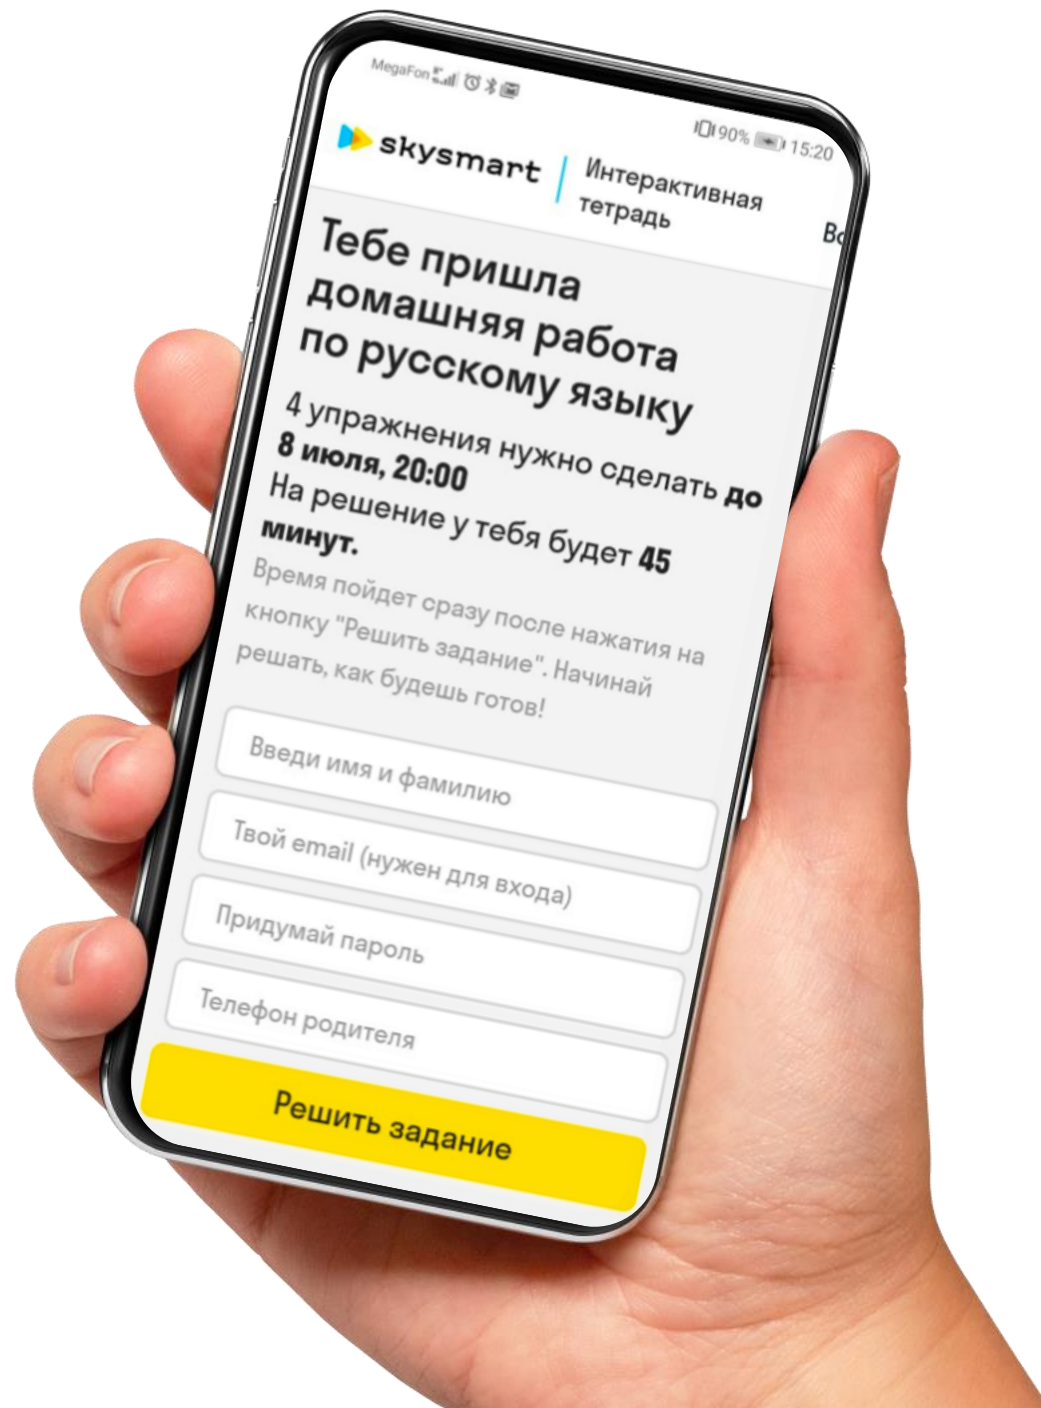 MegaFon
90% 15:20
skysmart
Интерактивная
тетрадь
Тебе пришла
домашняя работа
по русскому языку
4 упражнения нужно сделать до
8 июля, 20:00
На решение у тебя будет 45
минут.
Время пойдет сразу после нажатия на
кнопку "Решить задание". Начинай
решать, как будешь готов!
Введи имя и фамилию
Твой email (нужен для входа)
Придумай пароль
Телефон родителя
Решить задание